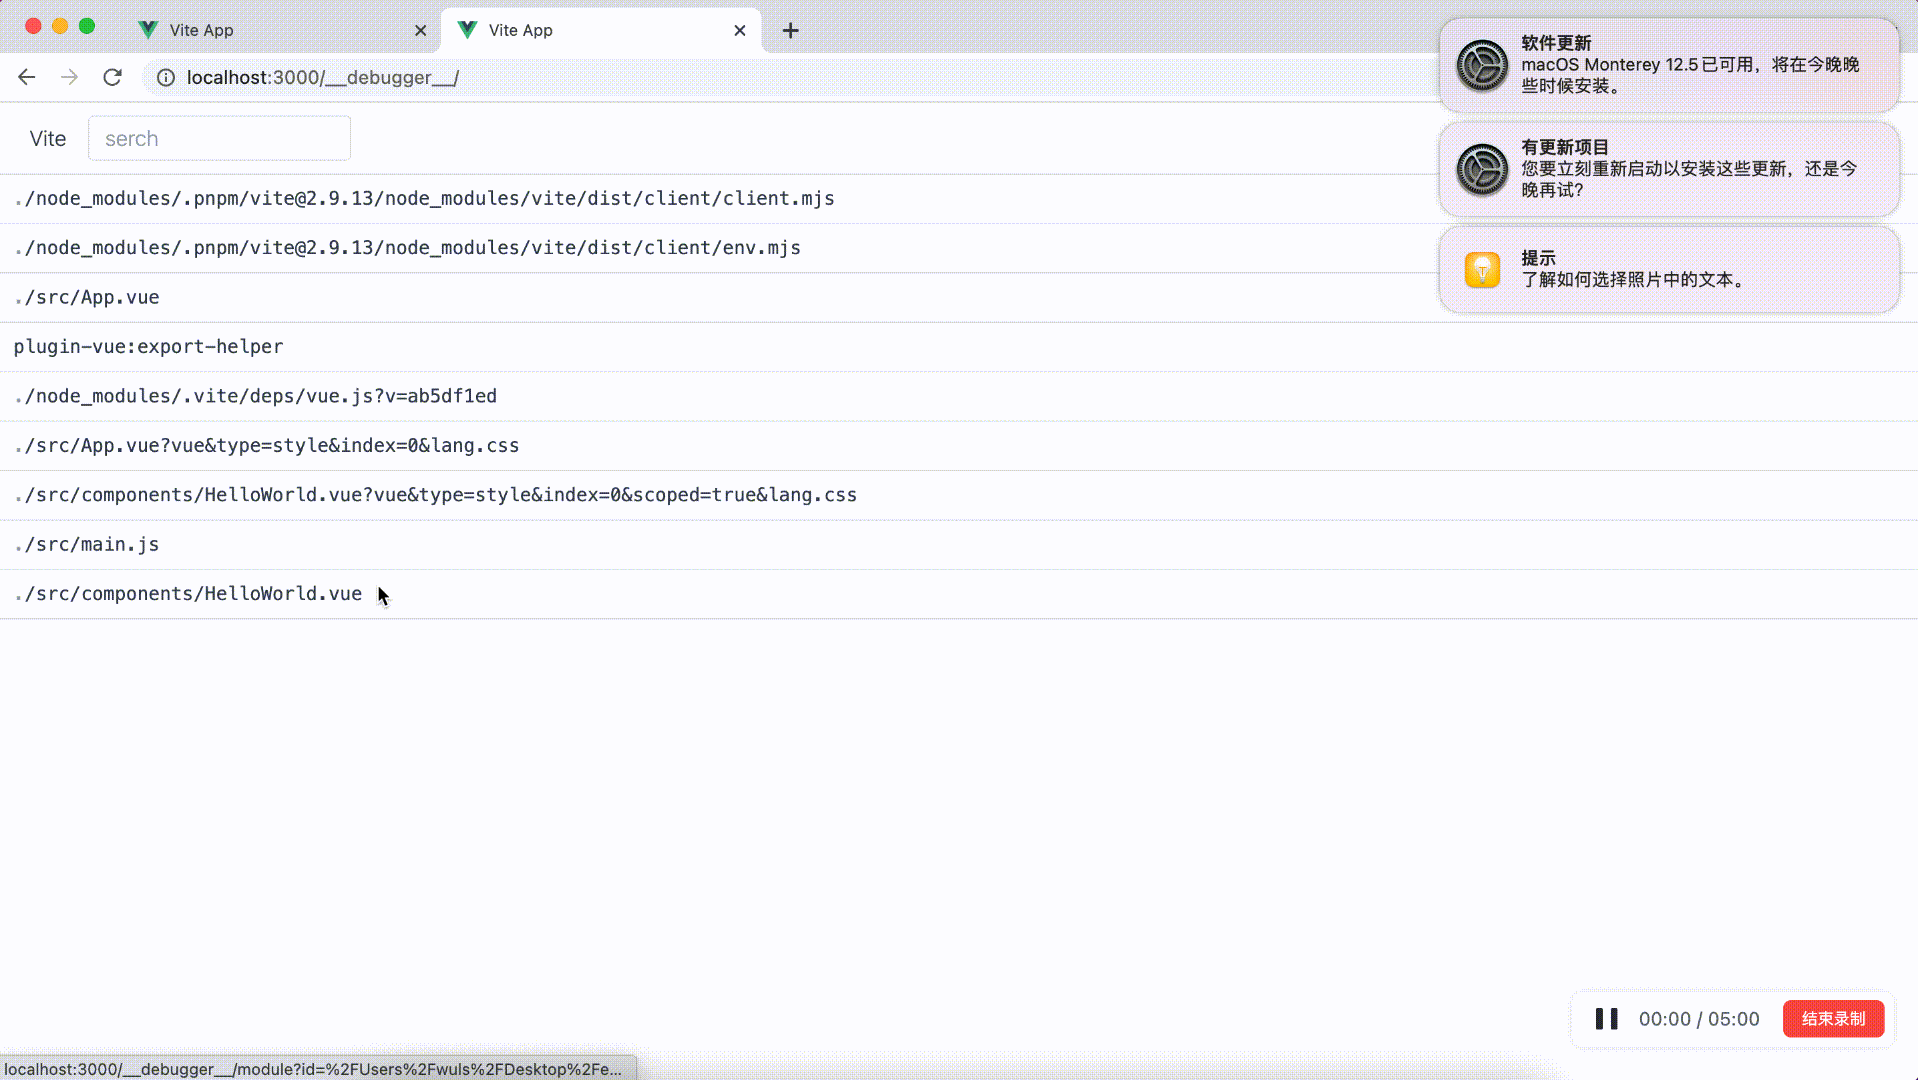 Vite App
Vite App
localhost:3000/__debugger__/
软件更新
macOS Monterey 12.5已可用，将在今晚晚
些时候安装。
有更新项目
您要立刻重新启动以安装这些更新，还是今
晚再试？
提示
了解如何选择照片中的文本。
Vite
serch
./node_modules/.pnpm/vite@2.9.13/node_modules/vite/dist/client/client.mjs
./node_modules/.pnpm/vite@2.9.13/node_modules/vite/dist/client/env.mjs
./src/App.vue
plugin-vue:export-helper
./node_modules/.vite/deps/vue.js?v=ab5df1ed
./src/App.vue?vue&type=style&index=0&lang.css
./src/components/HelloWorld.vue?vue&type=style&index=0&scoped=true&lang.css
./src/main.js
./src/components/HelloWorld.vue
00:00 / 05:00
结束录制
localhost:3000/__debugger__/module?id=%2FUsers%2Fwuls%2FDesktop%2Fe...